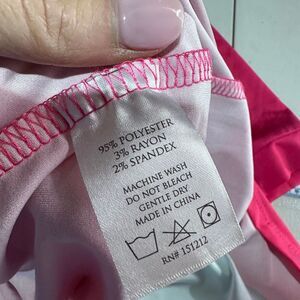 95% POLYESTER
3% RAYON
2% SPANDEX
MACHINE WASH
DO NOT BLEACH
GENTLE DRY
MADE IN CHINA
RN# 151212